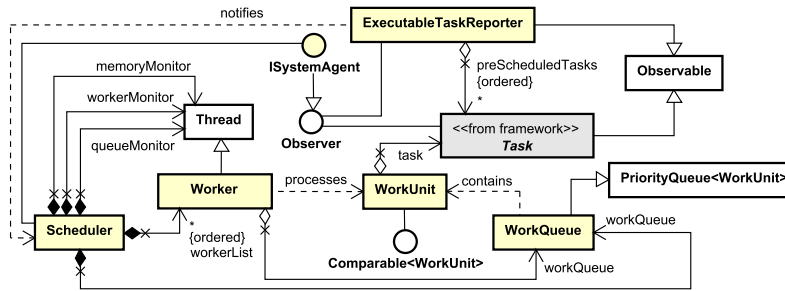 notifies
ExecutableTaskReporter
ISystemAgent
memoryMonitor
preScheduledTasks
{ordered}
*
Observable
workerMonitor
Thread
Observer
<<from framework>>
Task
queueMonitor
task
Worker
processes
WorkUnit
contains
PriorityQueue<WorkUnit>
Scheduler
*
{ordered}
workerList
WorkQueue
workQueue
Comparable<WorkUnit>
workQueue